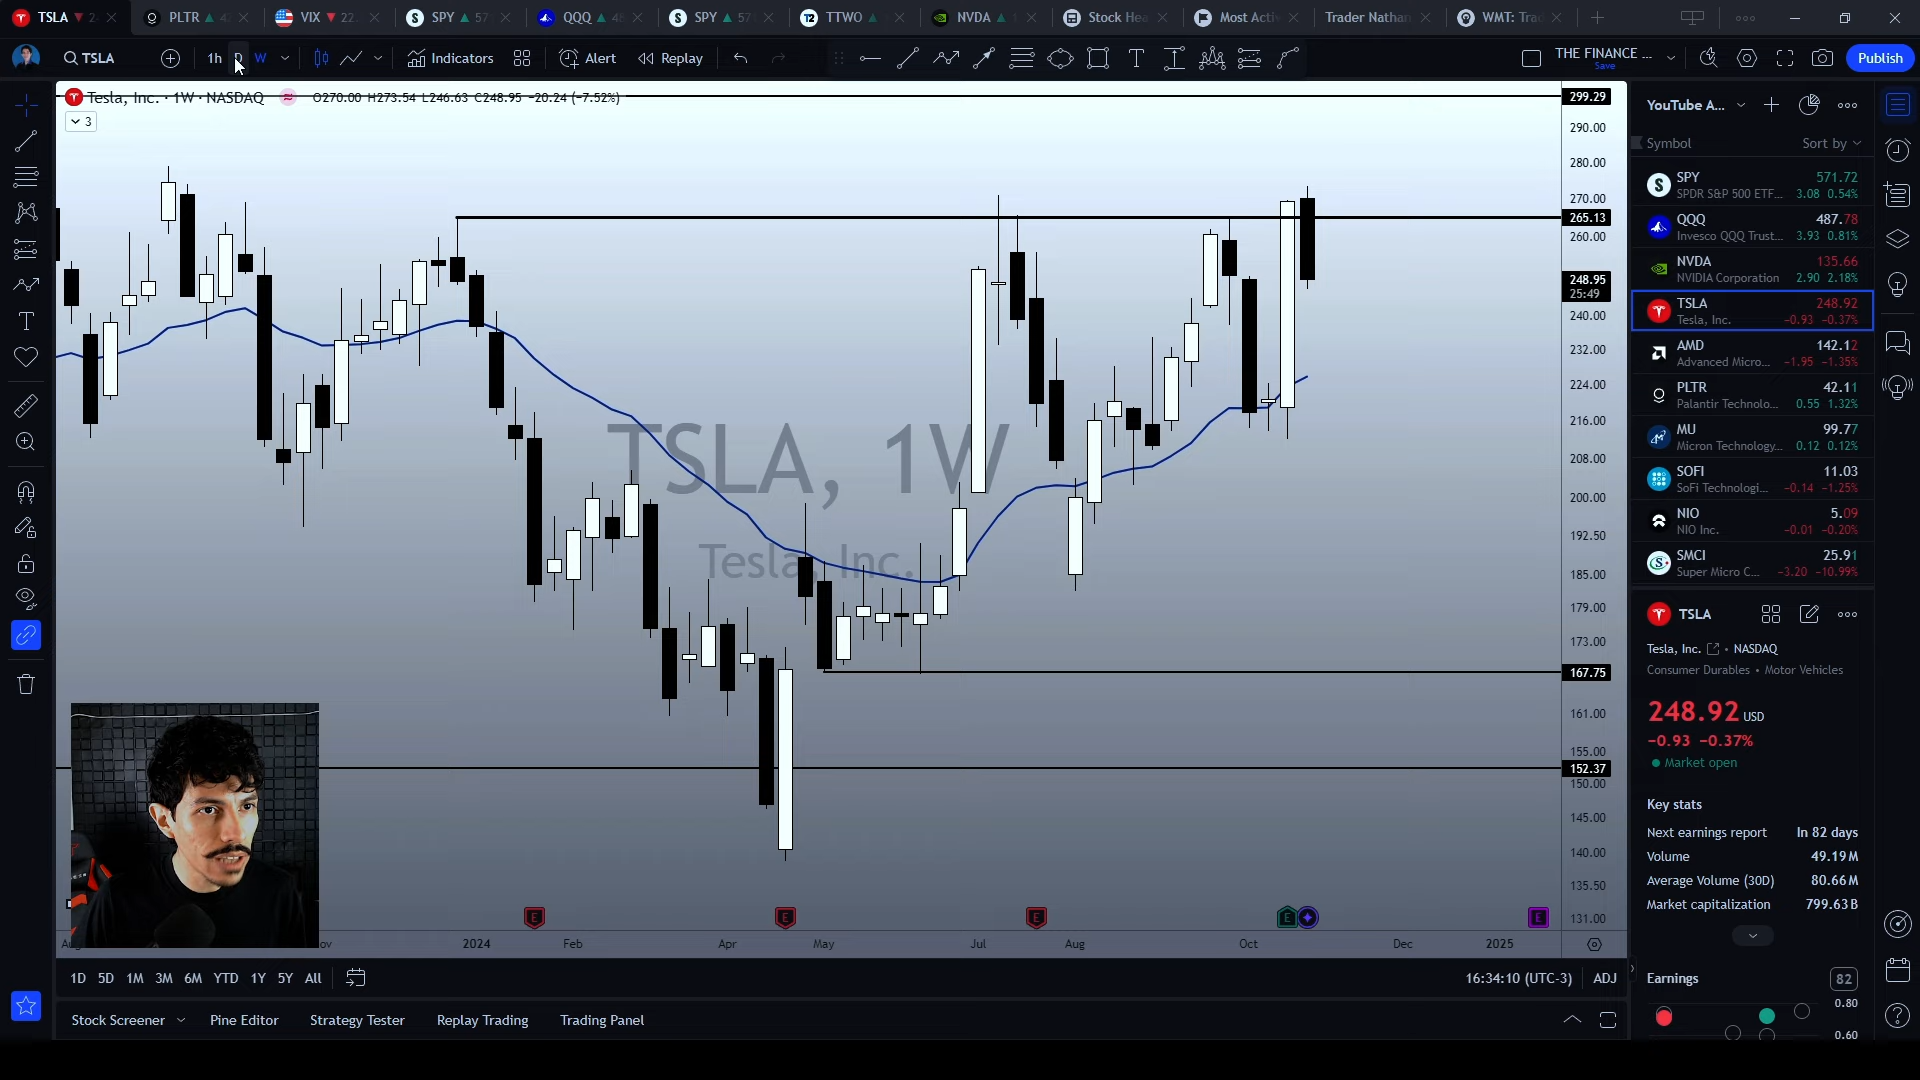 TSLA
PLTR
VIX
22
SPY
QQQ
SPY
TTWO
NVDA
Stock Hea
Most Activ
Trader Nathan
WMT: Trad
TSLA
1h
D
W
Indicators
Alert
Replay
THE FINANCE ...
Save
Publish
Tesla, Inc. · 1W · NASDAQ
O270.00 H273.54 L246.63 C248.95 −20.24 (−7.52%)
3
TSLA, 1W
Tesla, Inc.
299.29
290.00
280.00
270.00
265.13
260.00
248.95
25:49
240.00
232.00
224.00
216.00
208.00
200.00
192.50
185.00
179.00
173.00
167.75
161.00
155.00
152.37
150.00
145.00
140.00
135.50
131.00
E
E
E
E
E
2024
Feb
Apr
May
Jul
Aug
Oct
Dec
2025
1D 5D 1M 3M 6M YTD 1Y 5Y All
16:34:10 (UTC-3)
ADJ
Stock Screener
Pine Editor
Strategy Tester
Replay Trading
Trading Panel
YouTube A...
Symbol
Sort by
SPY 571.72
SPDR S&P 500 ETF... 3.08 0.54%
QQQ 487.78
Invesco QQQ Trust... 3.93 0.81%
NVDA 135.66
NVIDIA Corporation 2.90 2.18%
TSLA 248.92
Tesla, Inc. −0.93 −0.37%
AMD 142.12
Advanced Micro... −1.95 −1.35%
PLTR 42.11
Palantir Technolo... 0.55 1.32%
MU 99.77
Micron Technology... 0.12 0.12%
SOFI 11.03
SoFi Technologi... −0.14 −1.25%
NIO 5.09
NIO Inc. −0.01 −0.20%
SMCI 25.91
Super Micro C... −3.20 −10.99%
TSLA
Tesla, Inc. • NASDAQ
Consumer Durables • Motor Vehicles
248.92 USD
−0.93 −0.37%
Market open
Key stats
Next earnings report In 82 days
Volume 49.19M
Average Volume (30D) 80.66M
Market capitalization 799.63B
Earnings 82
0.80
0.60